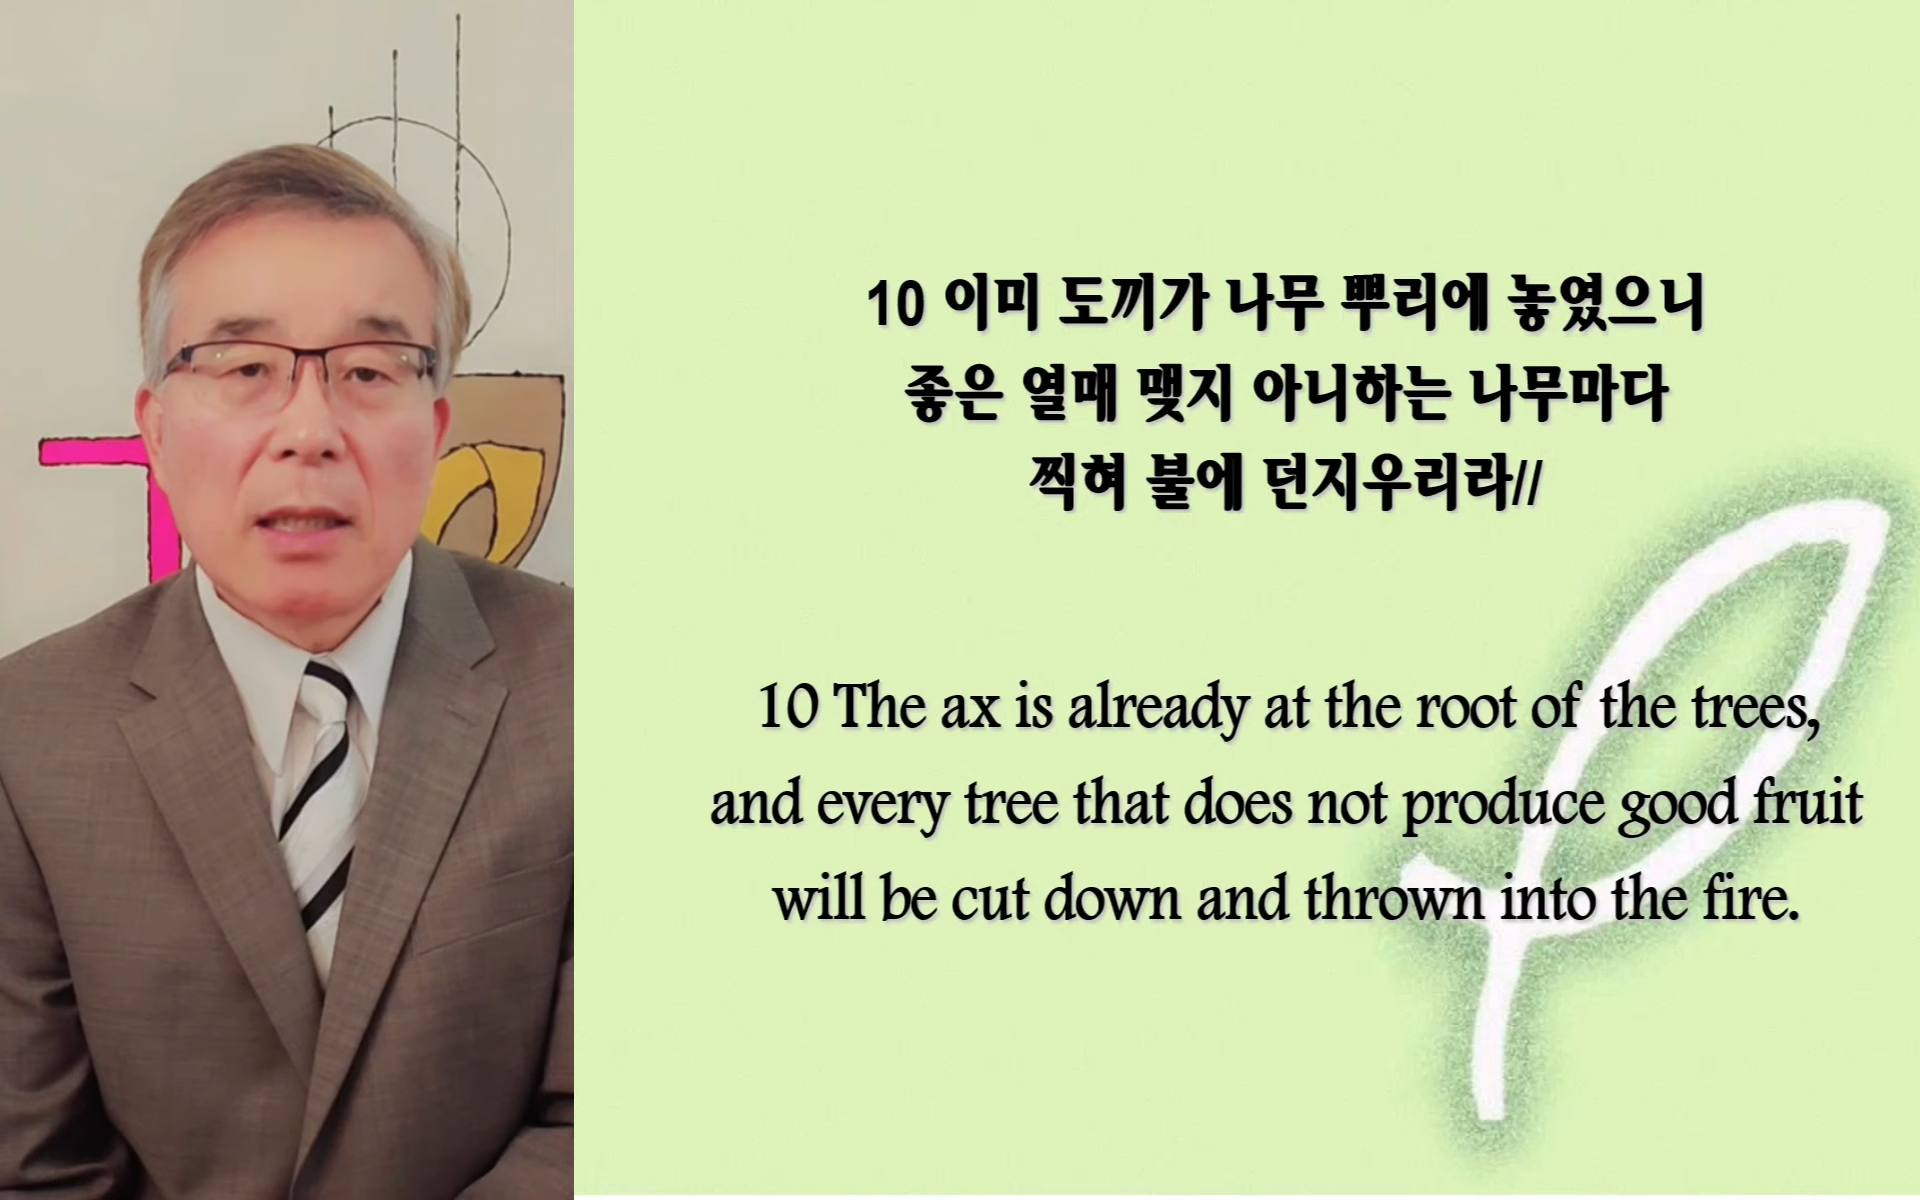 10 이미 도끼가 나무 뿌리에 놓였으니
좋은 열매 맺지 아니하는 나무마다
찍혀 불에 던지우리라//
10 The ax is already at the root of the trees,
and every tree that does not produce good fruit
will be cut down and thrown into the fire.